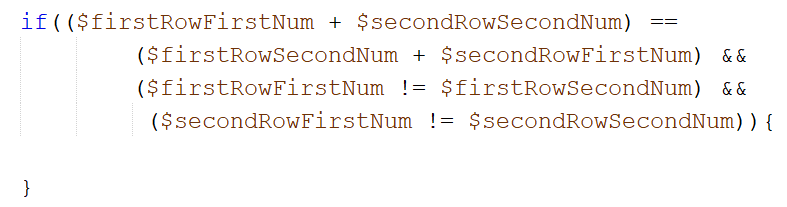 if(($firstRowFirstNum + $secondRowSecondNum) ==
($firstRowSecondNum + $secondRowFirstNum) &&
($firstRowFirstNum != $firstRowSecondNum) &&
($secondRowFirstNum != $secondRowSecondNum)){
}